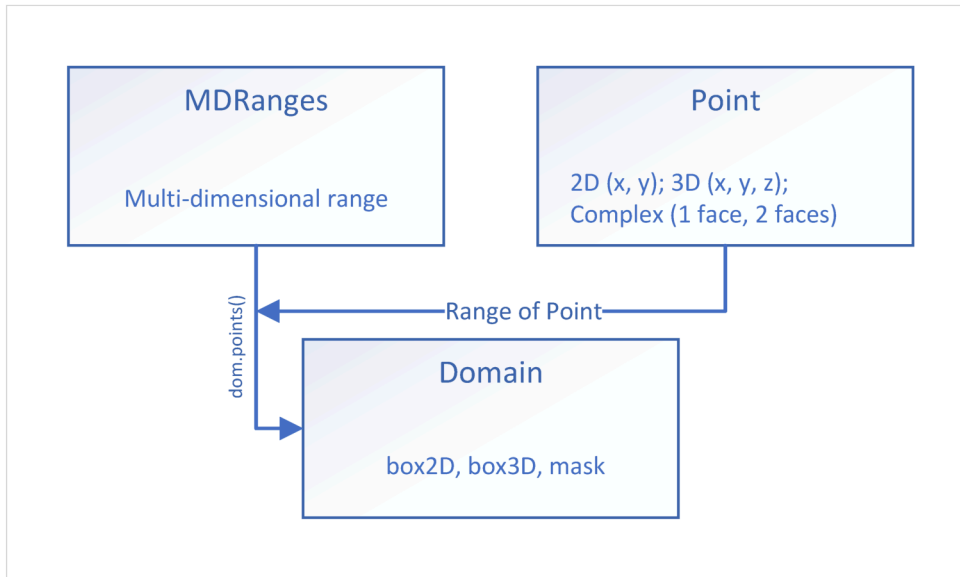 MDRanges
Multi-dimensional range
Point
2D (x, y); 3D (x, y, z);
Complex (1 face, 2 faces)
dom.points()
Range of Point
Domain
box2D, box3D, mask